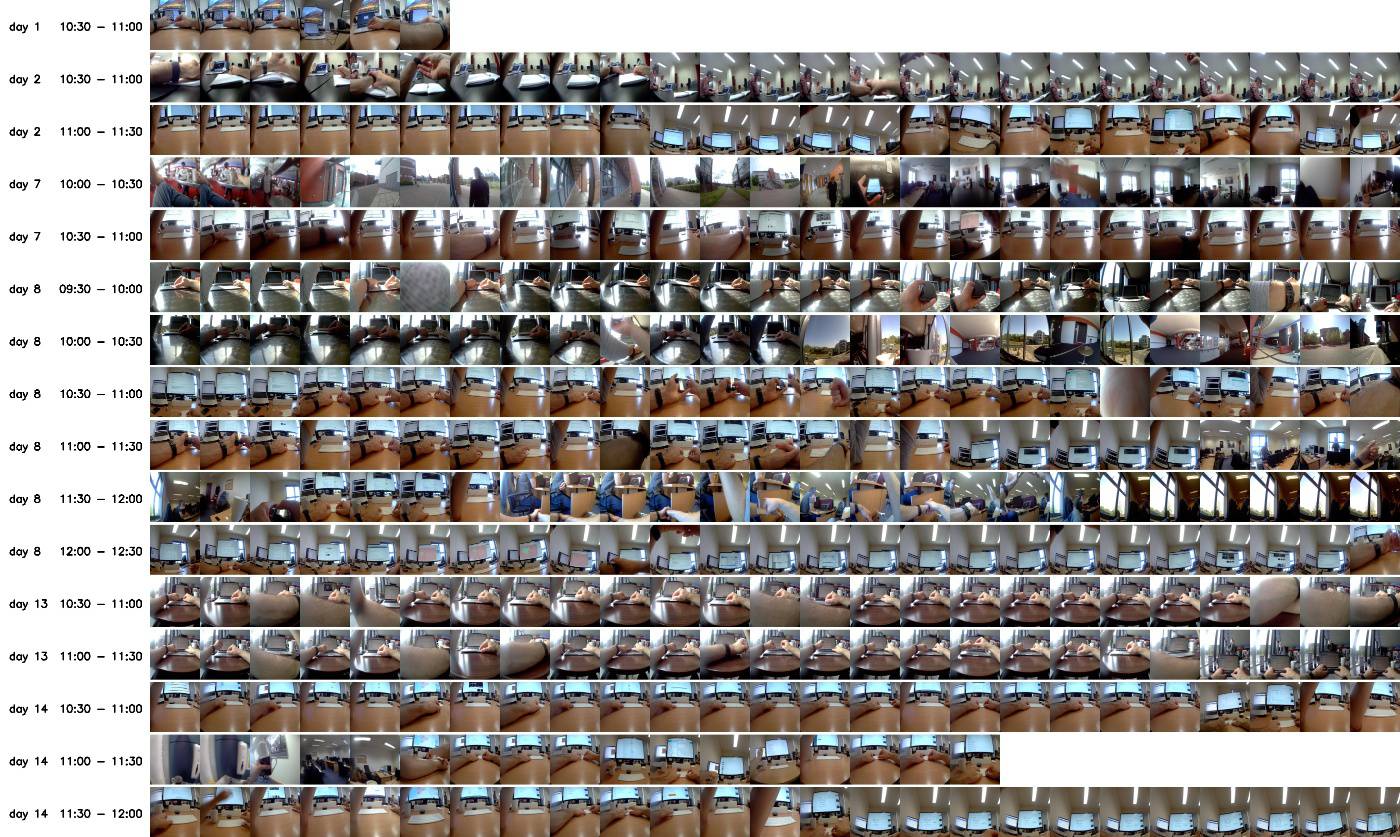 day 1 10:30 – 11:00
day 2 10:30 – 11:00
day 2 11:00 – 11:30
day 7 10:00 – 10:30
day 7 10:30 – 11:00
day 8 09:30 – 10:00
day 8 10:00 – 10:30
day 8 10:30 – 11:00
day 8 11:00 – 11:30
day 8 11:30 – 12:00
day 8 12:00 – 12:30
day 13 10:30 – 11:00
day 13 11:00 – 11:30
day 14 10:30 – 11:00
day 14 11:00 – 11:30
day 14 11:30 – 12:00